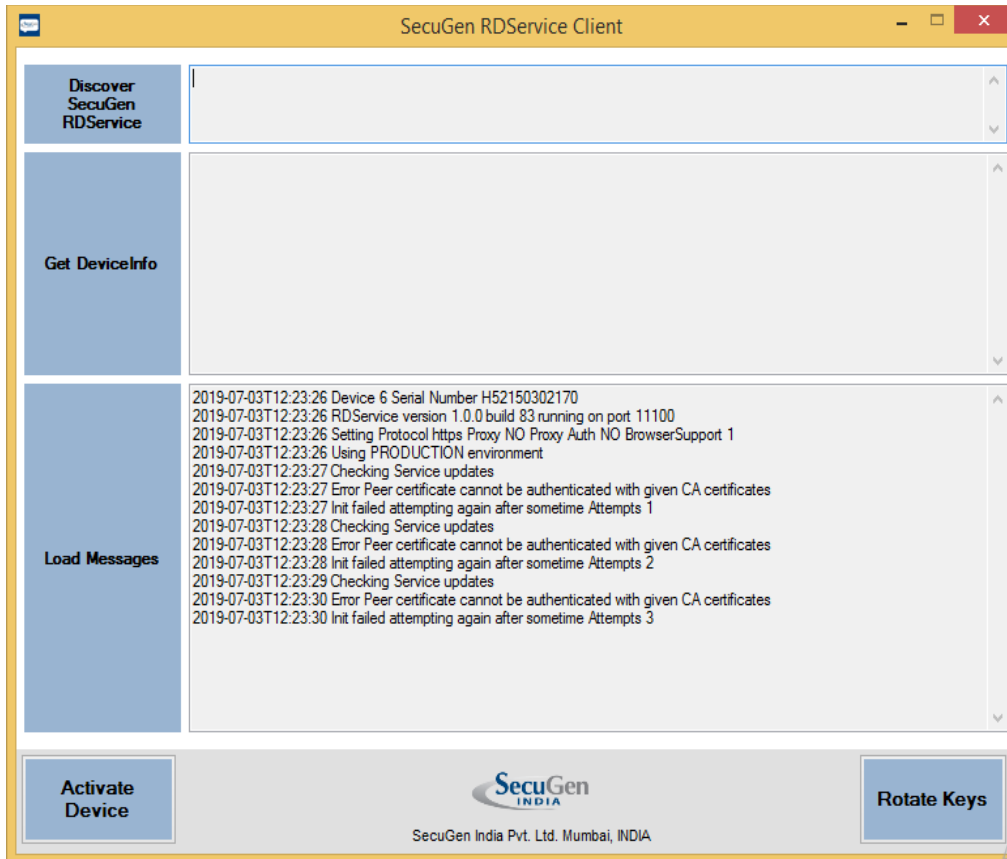 SecuGen RDService Client
Discover
SecuGen
RDService
Get DeviceInfo
Load Messages
2019-07-03T12:23:26 Device 6 Serial Number H52150302170
2019-07-03T12:23:26 RDService version 1.0.0 build 83 running on port 11100
2019-07-03T12:23:26 Setting Protocol https Proxy NO Proxy Auth NO BrowserSupport 1
2019-07-03T12:23:26 Using PRODUCTION environment
2019-07-03T12:23:27 Checking Service updates
2019-07-03T12:23:27 Error Peer certificate cannot be authenticated with given CA certificates
2019-07-03T12:23:27 Init failed attempting again after sometime Attempts 1
2019-07-03T12:23:28 Checking Service updates
2019-07-03T12:23:28 Error Peer certificate cannot be authenticated with given CA certificates
2019-07-03T12:23:28 Init failed attempting again after sometime Attempts 2
2019-07-03T12:23:29 Checking Service updates
2019-07-03T12:23:30 Error Peer certificate cannot be authenticated with given CA certificates
2019-07-03T12:23:30 Init failed attempting again after sometime Attempts 3
Activate
Device
SecuGen
INDIA
SecuGen India Pvt. Ltd. Mumbai, INDIA
Rotate Keys